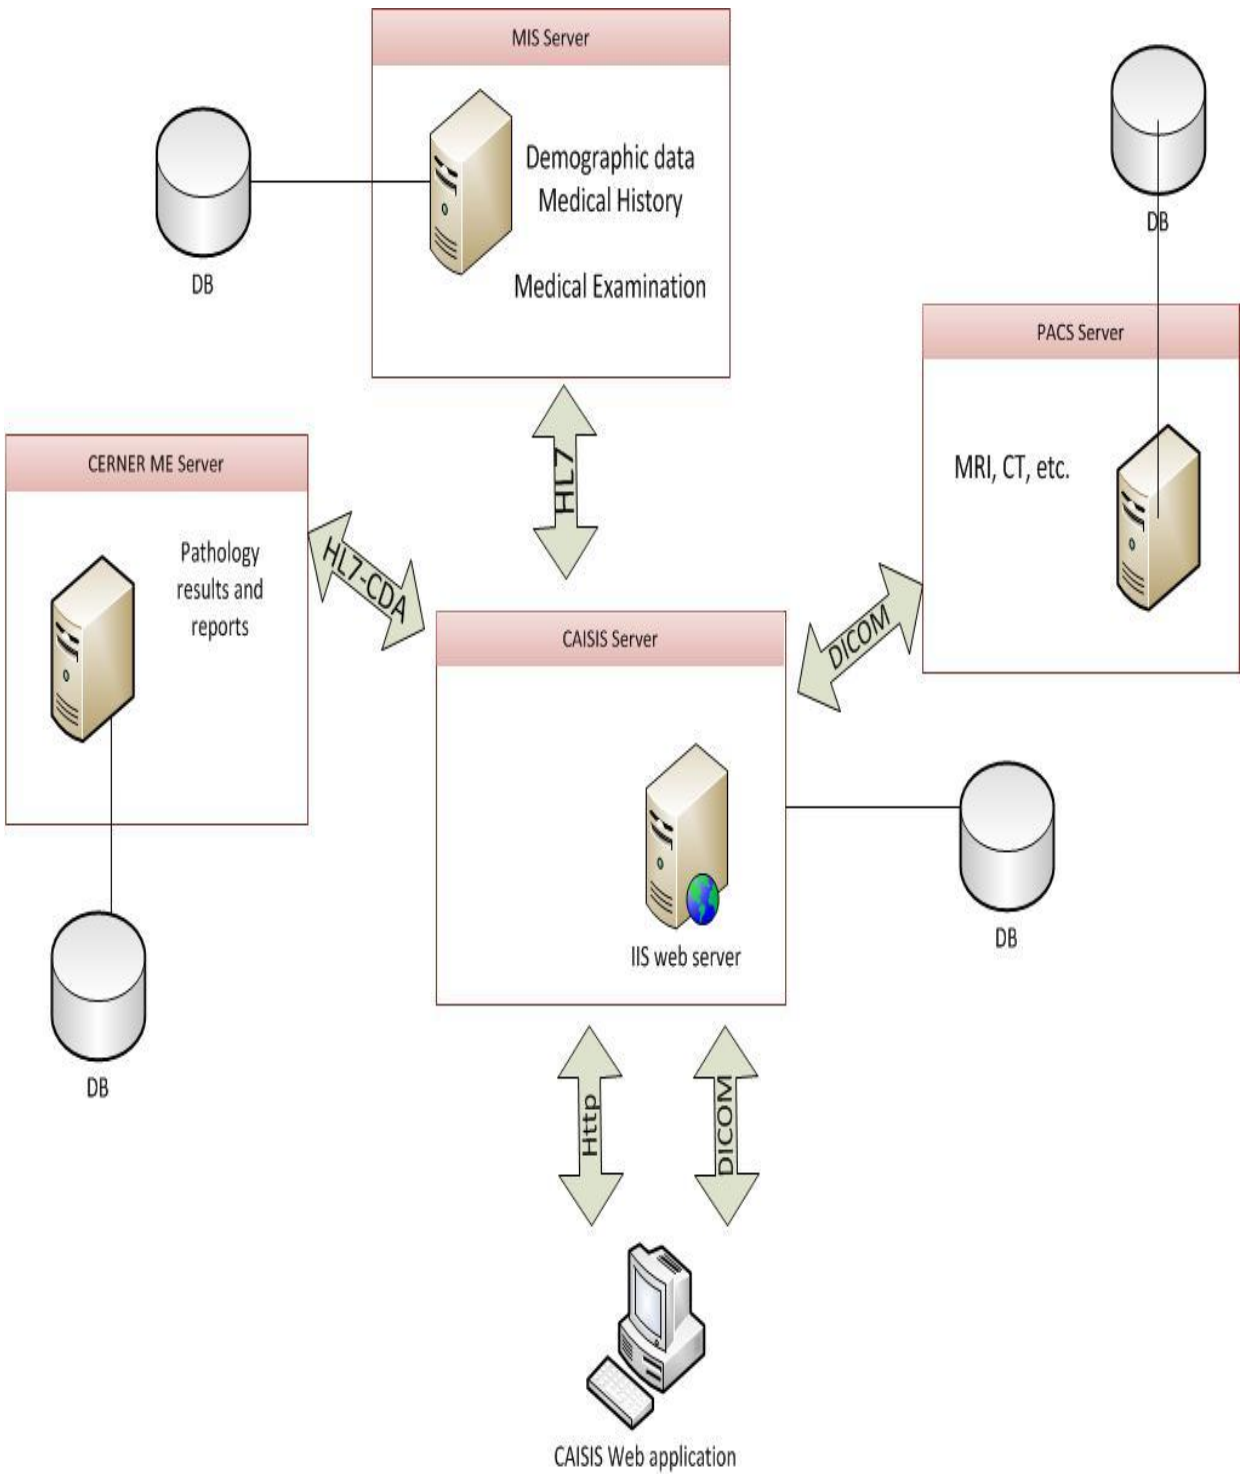 MIS Server
Demographic data
Medical History
Medical Examination
DB
DB
PACS Server
MRI, CT, etc.
CERNER ME Server
Pathology
results and
reports
DB
HL7
HL7-CDA
DICOM
CAISIS Server
IIS web server
DB
Http
DICOM
CAISIS Web application